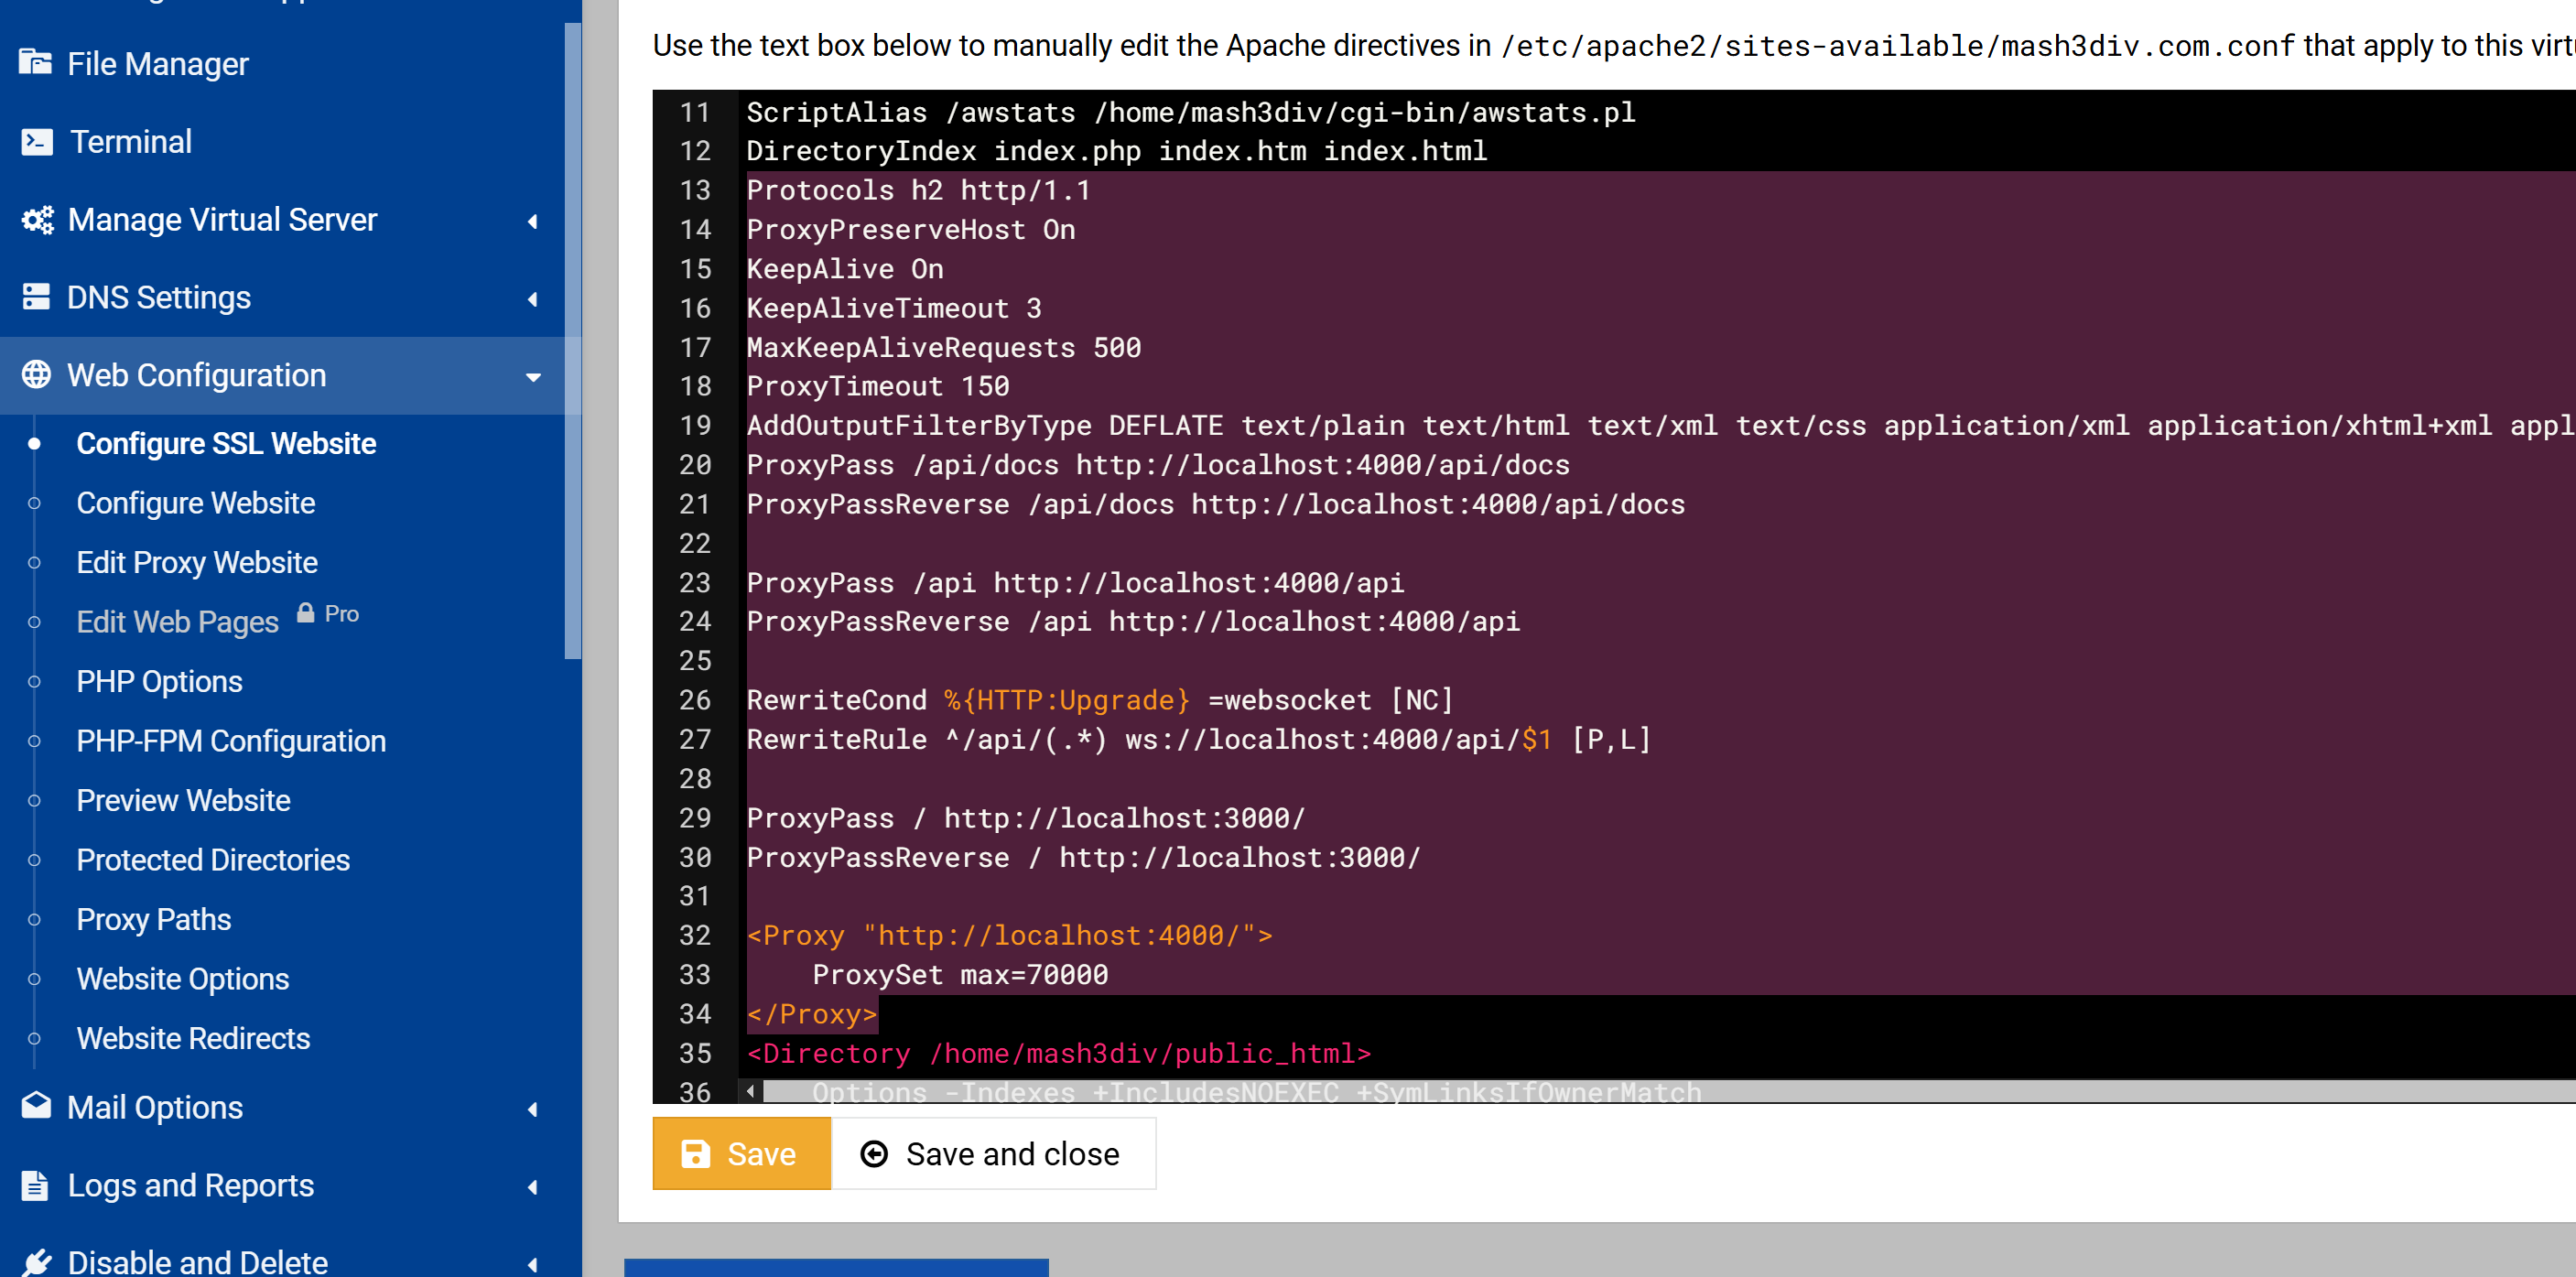 File Manager
Terminal
Manage Virtual Server
DNS Settings
Web Configuration
Configure SSL Website
Configure Website
Edit Proxy Website
Edit Web Pages Pro
PHP Options
PHP-FPM Configuration
Preview Website
Protected Directories
Proxy Paths
Website Options
Website Redirects
Mail Options
Logs and Reports
Disable and Delete
Use the text box below to manually edit the Apache directives in /etc/apache2/sites-available/mash3div.com.conf that apply to this virt
11 ScriptAlias /awstats /home/mash3div/cgi-bin/awstats.pl
12 DirectoryIndex index.php index.htm index.html
13 Protocols h2 http/1.1
14 ProxyPreserveHost On
15 KeepAlive On
16 KeepAliveTimeout 3
17 MaxKeepAliveRequests 500
18 ProxyTimeout 150
19 AddOutputFilterByType DEFLATE text/plain text/html text/xml text/css application/xml application/xhtml+xml appl
20 ProxyPass /api/docs http://localhost:4000/api/docs
21 ProxyPassReverse /api/docs http://localhost:4000/api/docs
22
23 ProxyPass /api http://localhost:4000/api
24 ProxyPassReverse /api http://localhost:4000/api
25
26 RewriteCond %{HTTP:Upgrade} =websocket [NC]
27 RewriteRule ^/api/(.*) ws://localhost:4000/api/$1 [P,L]
28
29 ProxyPass / http://localhost:3000/
30 ProxyPassReverse / http://localhost:3000/
31
32 <Proxy "http://localhost:4000/">
33 ProxySet max=70000
34 </Proxy>
35 <Directory /home/mash3div/public_html>
36 Options -Indexes +IncludesNOEXEC +SymLinksIfOwnerMatch
Save
Save and close